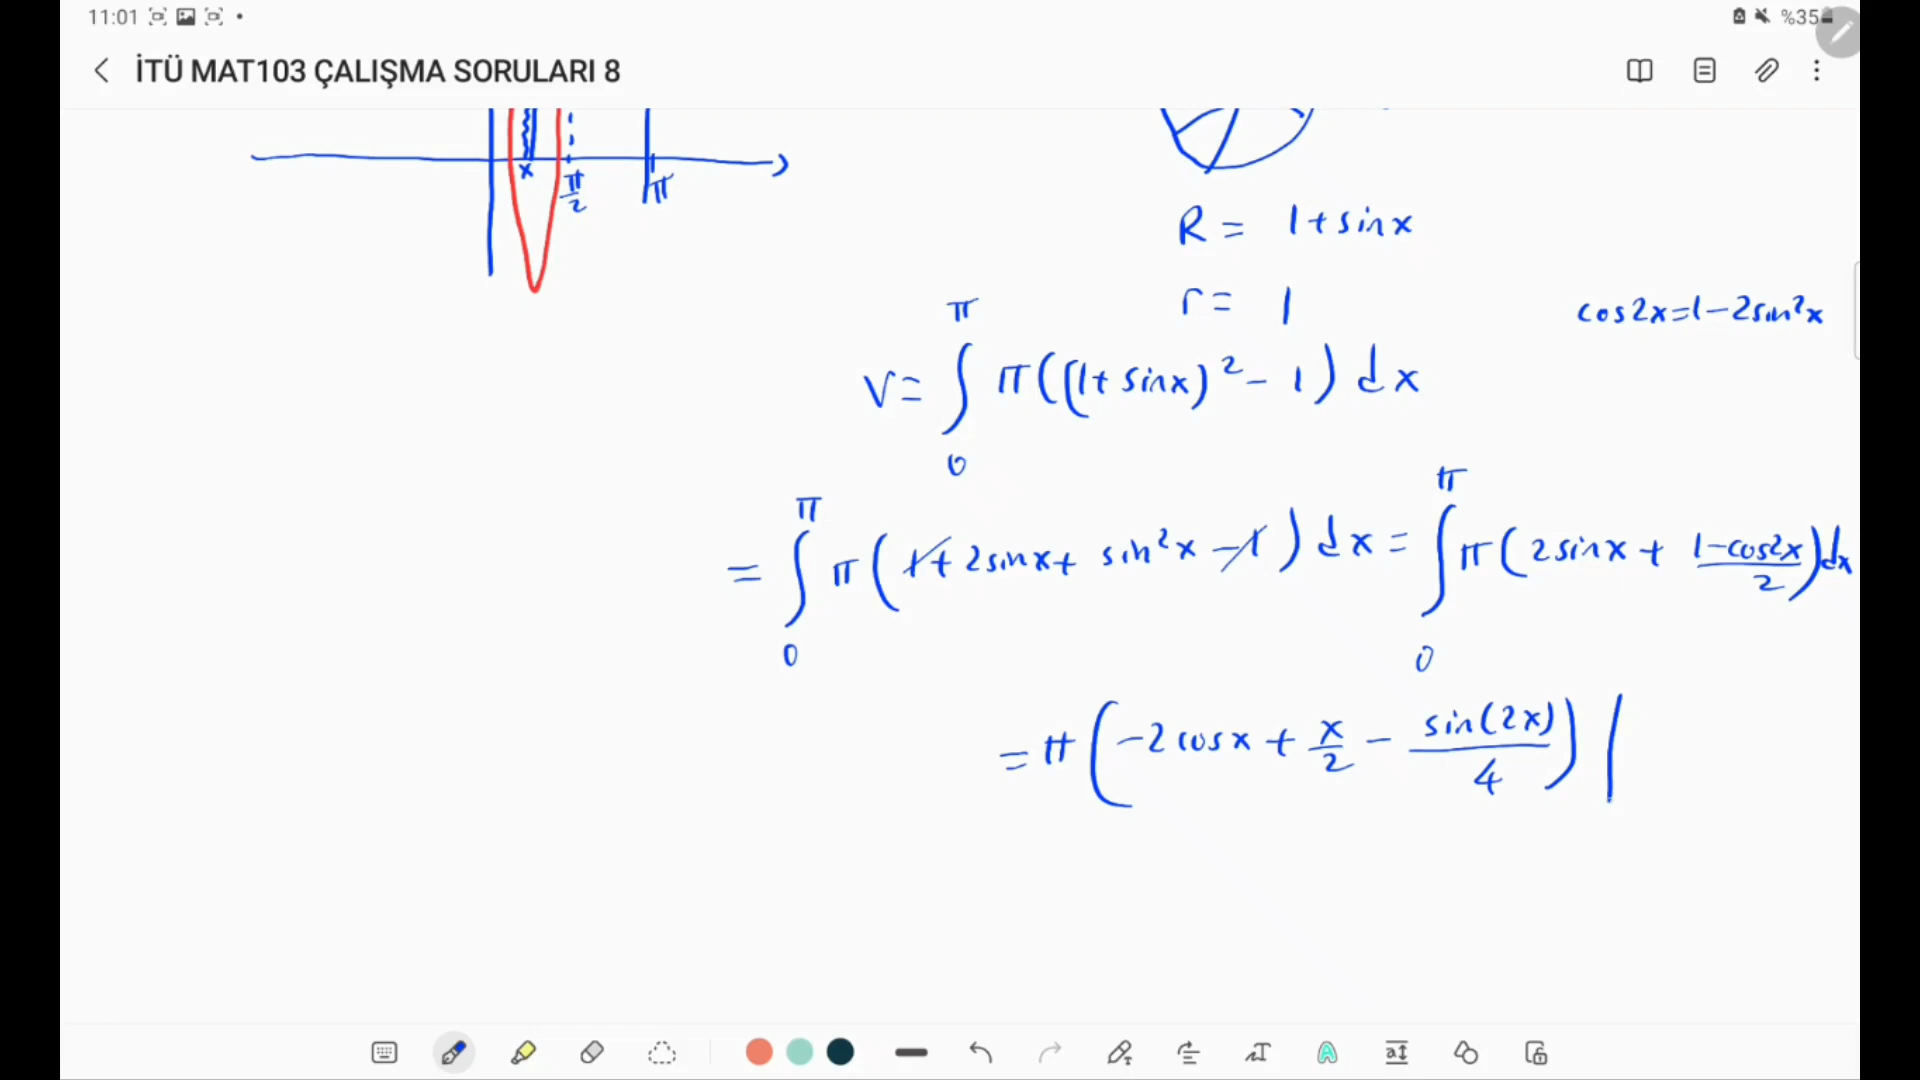 11:01
%35
İTÜ MAT103 ÇALIŞMA SORULARI 8
x
π/2
π
R = 1+sinx
r = 1
cos2x=1-2sin²x
V= ∫₀^π π((1+sinx)²-1) dx
= ∫₀^π π(1+2sinx+sin²x-1) dx = ∫₀^π π(2sinx + (1-cos2x)/2) dx
= π(-2cosx + x/2 - sin(2x)/4) |